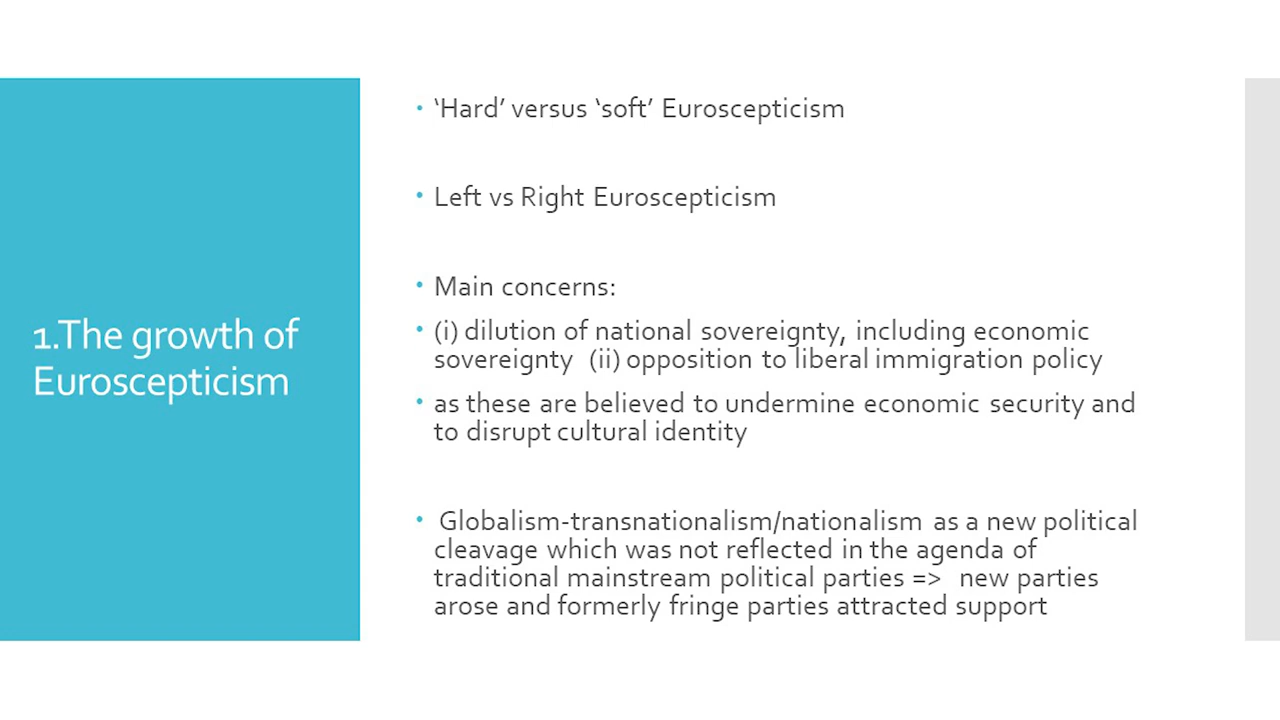 1.The growth of
Euroscepticism
• ‘Hard’ versus ‘soft’ Euroscepticism
• Left vs Right Euroscepticism
• Main concerns:
• (i) dilution of national sovereignty, including economic
sovereignty (ii) opposition to liberal immigration policy
• as these are believed to undermine economic security and
to disrupt cultural identity
• Globalism-transnationalism/nationalism as a new political
cleavage which was not reflected in the agenda of
traditional mainstream political parties => new parties
arose and formerly fringe parties attracted support